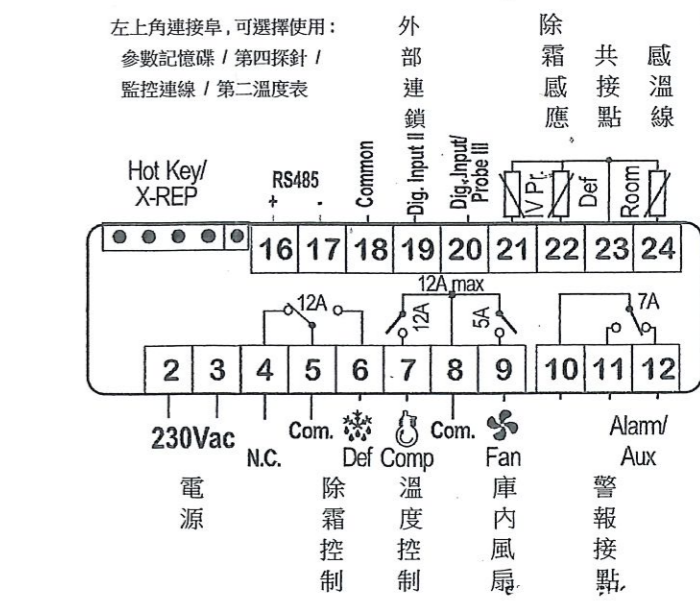 左上角連接阜,可選擇使用:
參數記憶碟 / 第四探針 /
監控連線 / 第二溫度表
外部連鎖
除霜感應
共接點
感溫線
Hot Key/
X-REP
RS485
+ -
Common
Dig. Input II
Dig. Input/
Probe III
IV Pr.
Def
Room
16 17 18 19 20 21 22 23 24
12A max
12A
12A
5A
7A
2 3 4 5 6 7 8 9 10 11 12
230Vac
N.C.
Com.
Def
Comp
Com.
Fan
Alarm/
Aux
電源
除霜控制
溫度控制
庫內風扇
警報接點